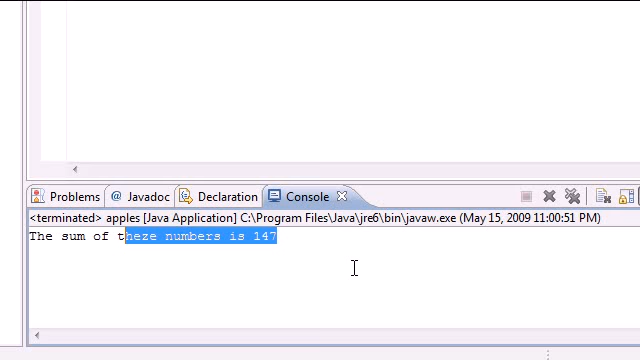 Problems @ Javadoc Declaration Console
<terminated> apples [Java Application] C:\Program Files\Java\jre6\bin\javaw.exe (May 15, 2009 11:00:51 PM)
The sum of theze numbers is 147